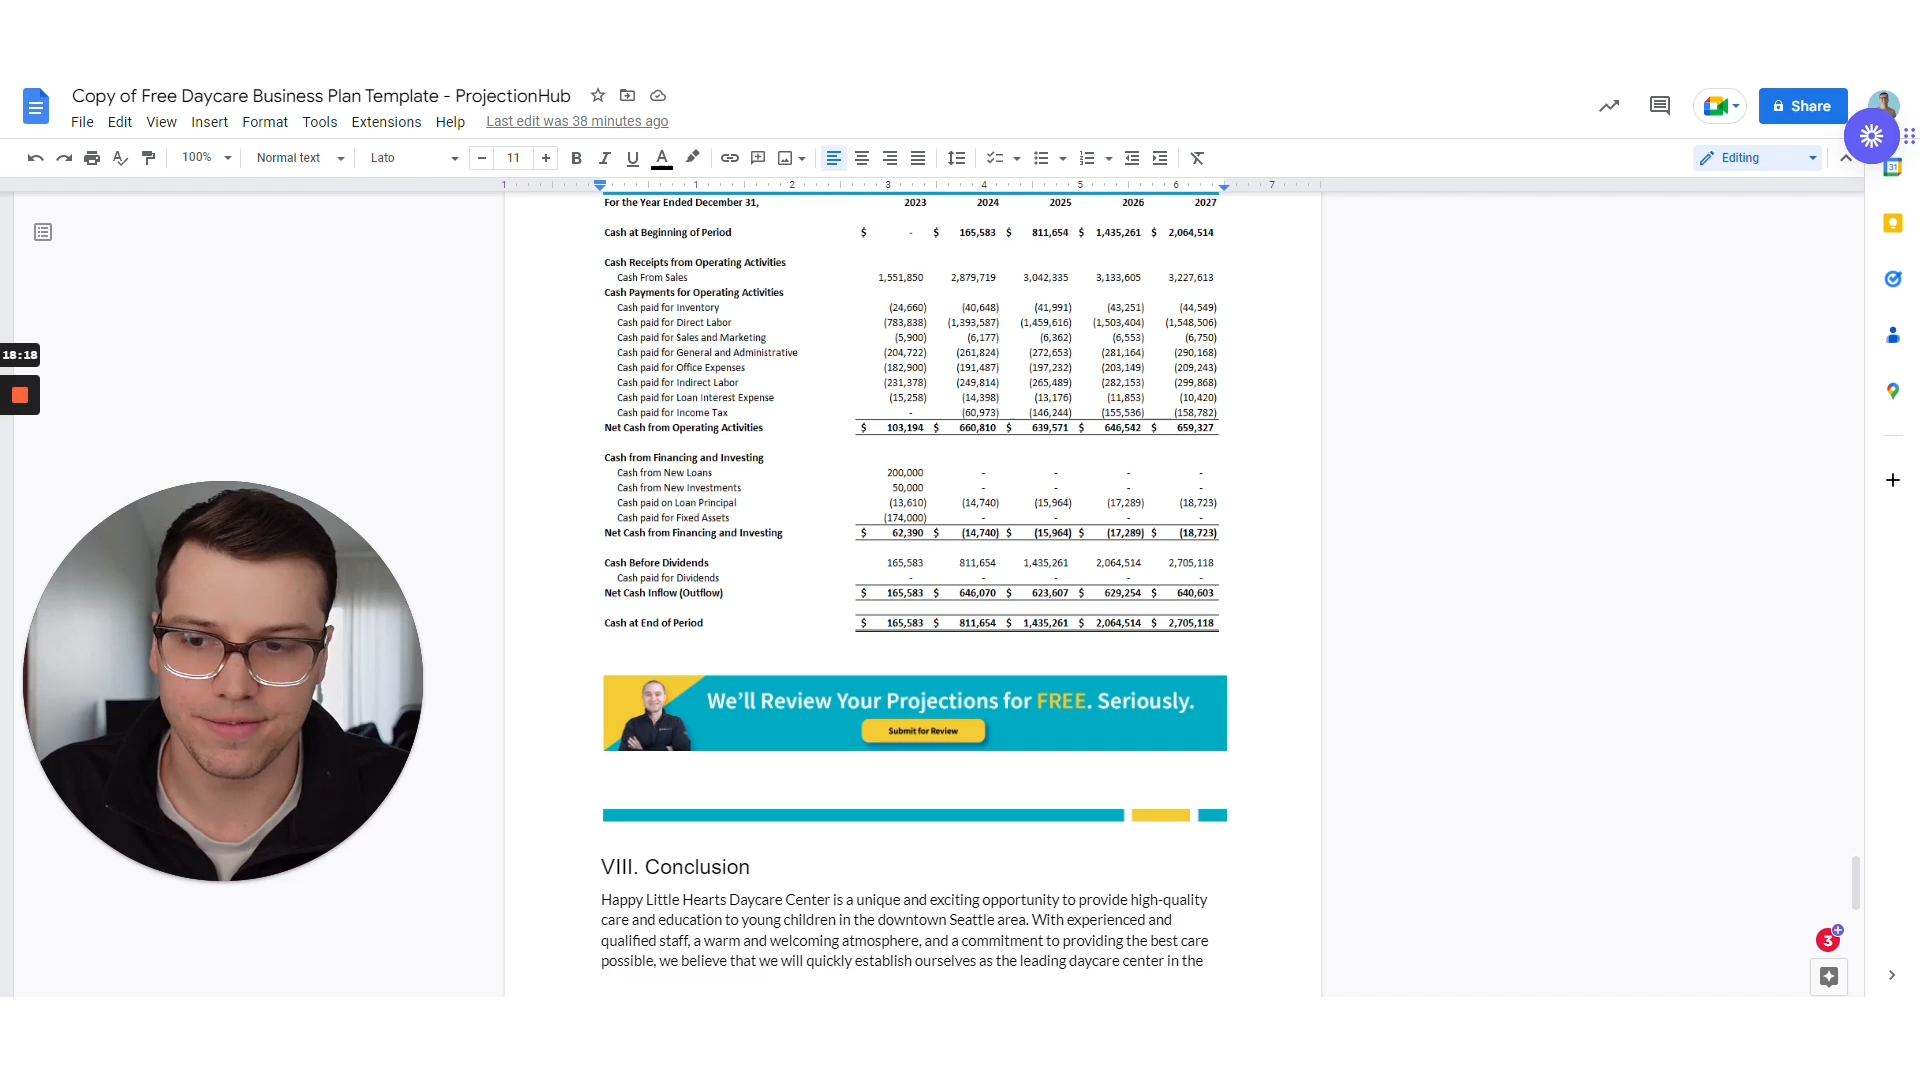 Copy of Free Daycare Business Plan Template - ProjectionHub
File Edit View Insert Format Tools Extensions Help Last edit was 38 minutes ago
Share
100% Normal text Lato − 11 + B I U A
Editing
31
1 1 2 3 4 5 6 7
For the Year Ended December 31, 2023 2024 2025 2026 2027
Cash at Beginning of Period $ - $ 165,583 $ 811,654 $ 1,435,261 $ 2,064,514
Cash Receipts from Operating Activities
Cash From Sales 1,551,850 2,879,719 3,042,335 3,133,605 3,227,613
Cash Payments for Operating Activities
Cash paid for Inventory (24,660) (40,648) (41,991) (43,251) (44,549)
Cash paid for Direct Labor (783,838) (1,393,587) (1,459,616) (1,503,404) (1,548,506)
Cash paid for Sales and Marketing (5,900) (6,177) (6,362) (6,553) (6,750)
Cash paid for General and Administrative (204,722) (261,824) (272,653) (281,164) (290,168)
Cash paid for Office Expenses (182,900) (191,487) (197,232) (203,149) (209,243)
Cash paid for Indirect Labor (231,378) (249,814) (265,489) (282,153) (299,868)
Cash paid for Loan Interest Expense (15,258) (14,398) (13,176) (11,853) (10,420)
Cash paid for Income Tax - (60,973) (146,244) (155,536) (158,782)
Net Cash from Operating Activities $ 103,194 $ 660,810 $ 639,571 $ 646,542 $ 659,327
Cash from Financing and Investing
Cash from New Loans 200,000 - - - -
Cash from New Investments 50,000 - - - -
Cash paid on Loan Principal (13,610) (14,740) (15,964) (17,289) (18,723)
Cash paid for Fixed Assets (174,000) - - - -
Net Cash from Financing and Investing $ 62,390 $ (14,740) $ (15,964) $ (17,289) $ (18,723)
Cash Before Dividends 165,583 811,654 1,435,261 2,064,514 2,705,118
Cash paid for Dividends - - - - -
Net Cash Inflow (Outflow) $ 165,583 $ 646,070 $ 623,607 $ 629,254 $ 640,603
Cash at End of Period $ 165,583 $ 811,654 $ 1,435,261 $ 2,064,514 $ 2,705,118
18:18
We'll Review Your Projections for FREE. Seriously.
Submit for Review
VIII. Conclusion
Happy Little Hearts Daycare Center is a unique and exciting opportunity to provide high-quality
care and education to young children in the downtown Seattle area. With experienced and
qualified staff, a warm and welcoming atmosphere, and a commitment to providing the best care
possible, we believe that we will quickly establish ourselves as the leading daycare center in the
3